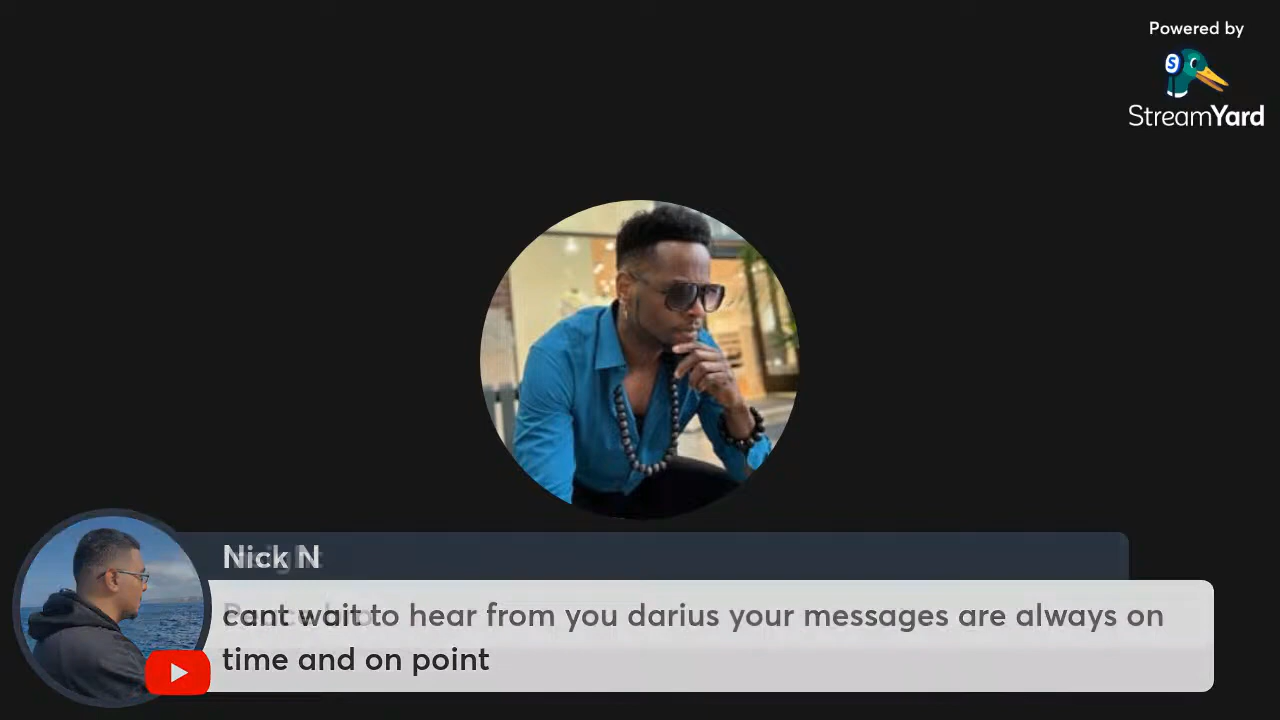 Powered by
S
StreamYard
Nick N
cant wait to hear from you darius your messages are always on
time and on point